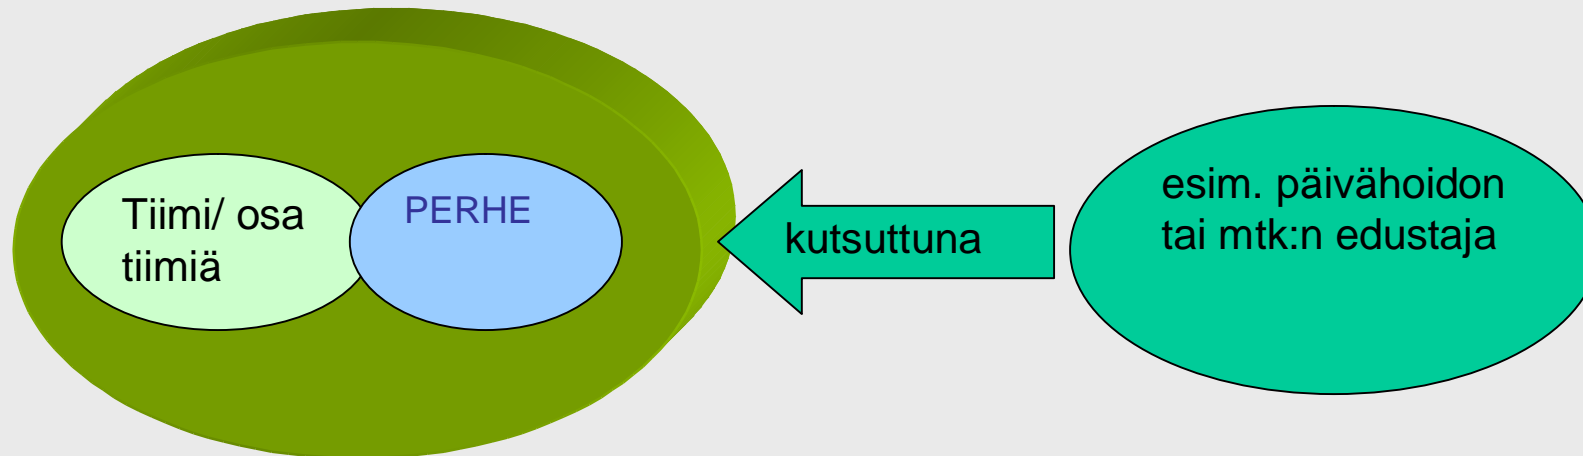 Tiimi/ osa
tiimiä
PERHE
kutsuttuna
esim. päivähoidon
tai mtk:n edustaja